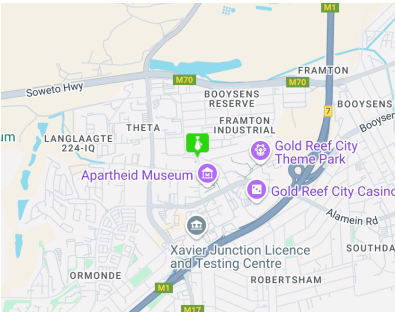 M1
Soweto Hwy
M70
M70
FRAMTON
BOOYSENS
RESERVE
BOOYSENS
7
THETA
FRAMTON
INDUSTRIAL
Booysen
um
LANGLAAGTE
224-IQ
Gold Reef City
Theme Park
Apartheid Museum
Gold Reef City Casino
Alamein Rd
Xavier Junction Licence
and Testing Centre
SOUTHDA
ORMONDE
ROBERTSHAM
M1
M17